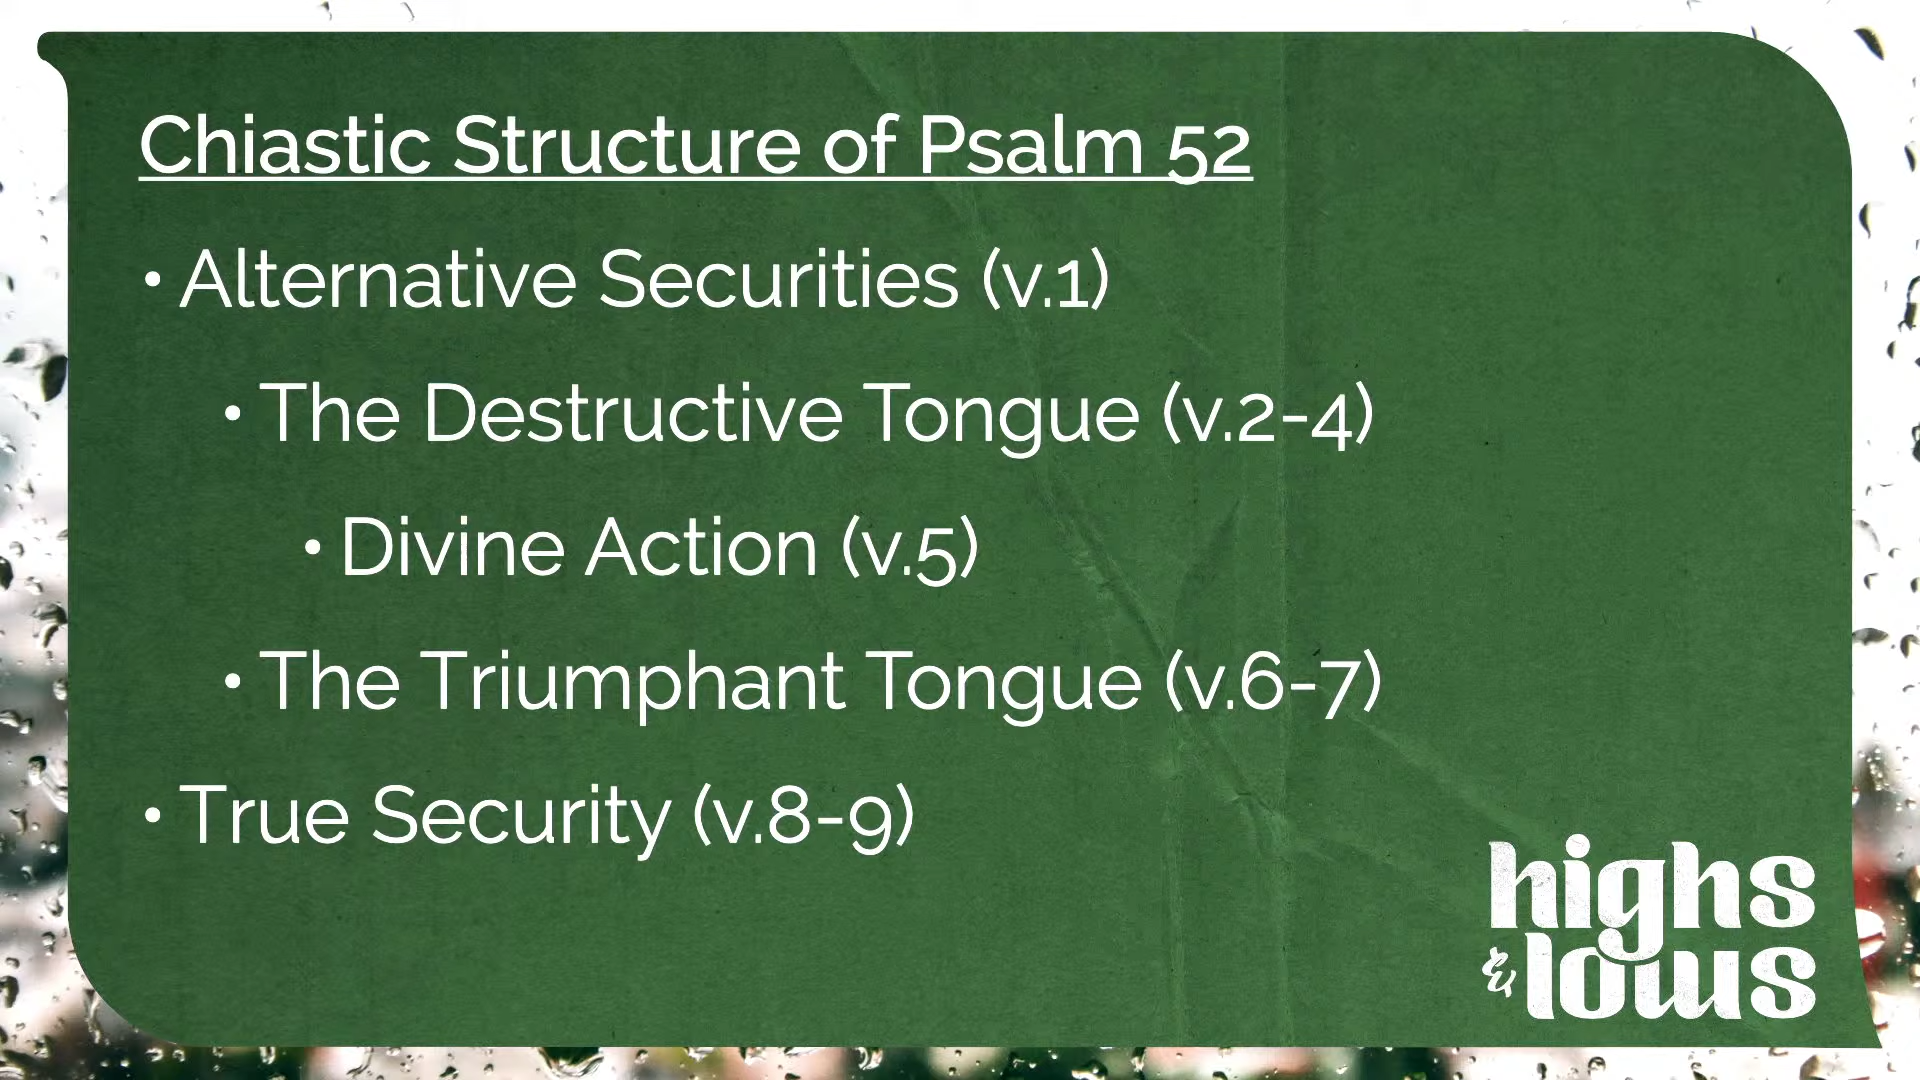 Chiastic Structure of Psalm 52
• Alternative Securities (v.1)
• The Destructive Tongue (v.2-4)
• Divine Action (v.5)
• The Triumphant Tongue (v.6-7)
• True Security (v.8-9)
highs
& lows